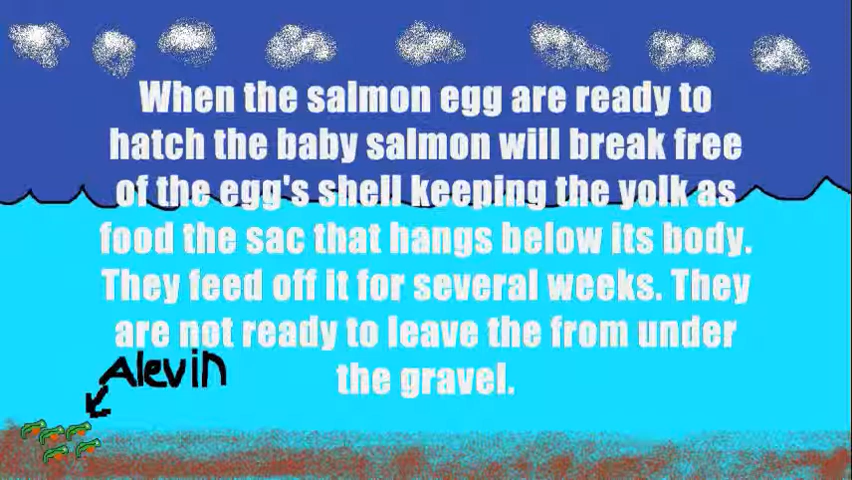 When the salmon egg are ready to
hatch the baby salmon will break free
of the egg's shell keeping the yolk as
food the sac that hangs below its body.
They feed off it for several weeks. They
are not ready to leave the from under
the gravel.
Alevin